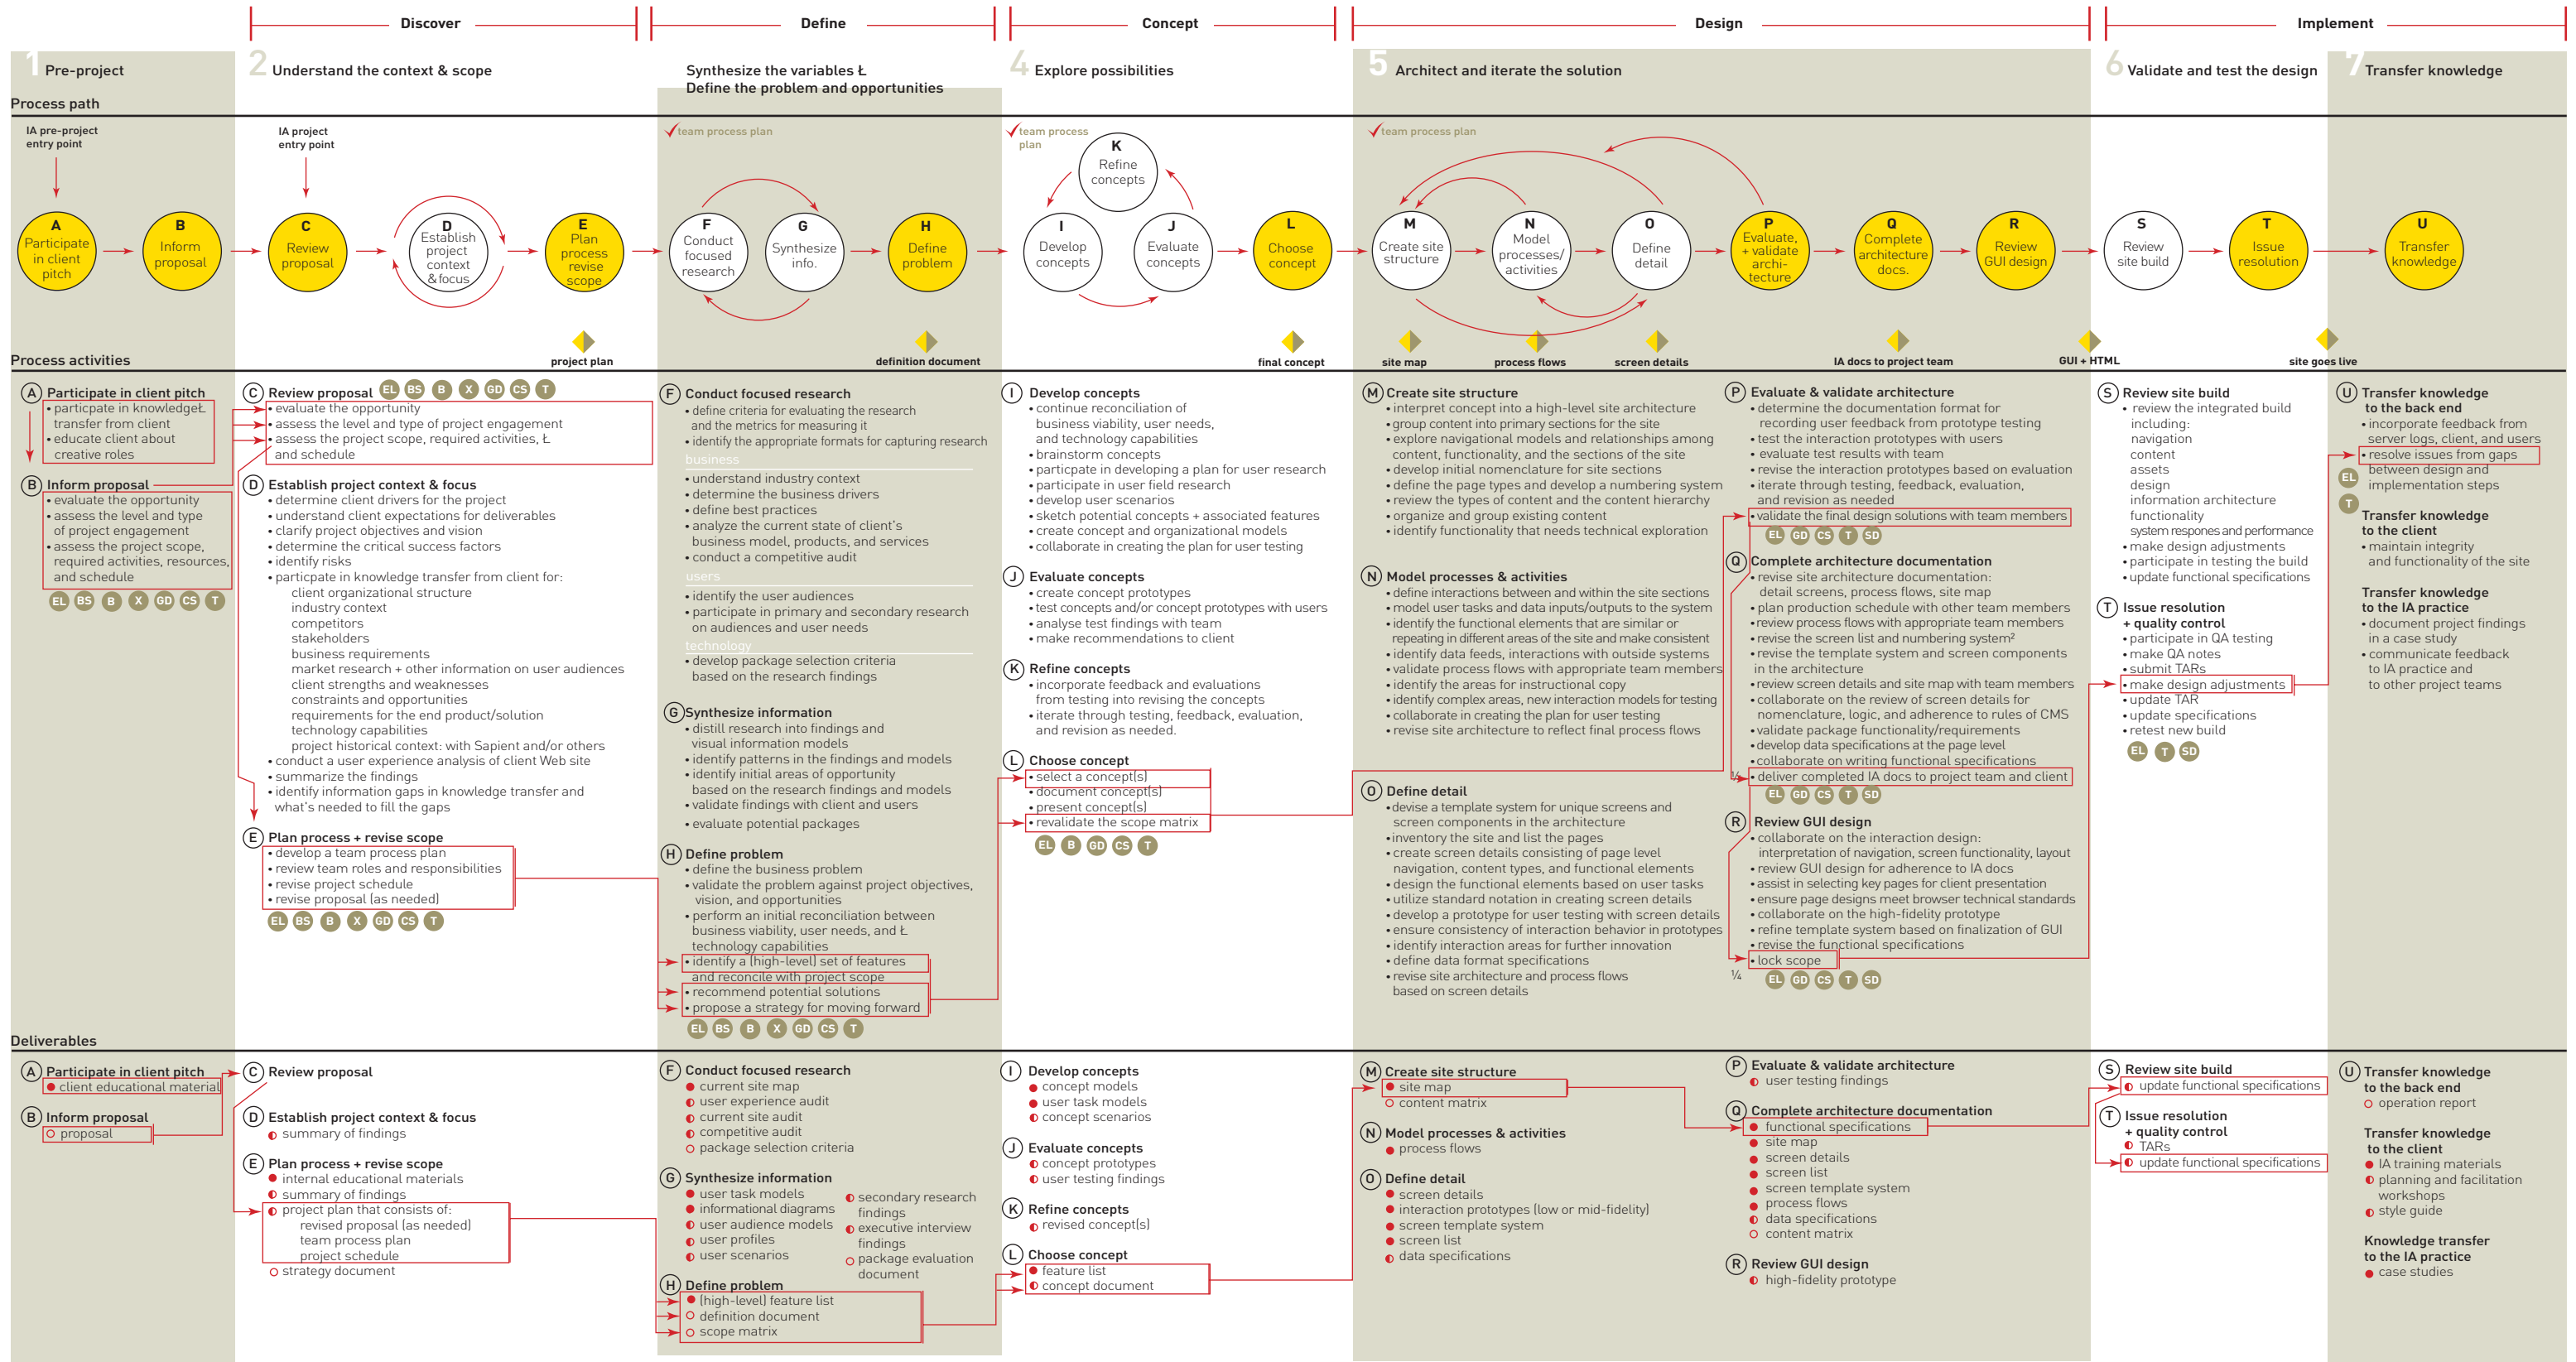 Discover
Define
Concept
Design
Implement
1 Pre-project
2 Understand the context & scope
Synthesize the variables Ł
Define the problem and opportunities
4 Explore possibilities
5 Architect and iterate the solution
6 Validate and test the design
7 Transfer knowledge
Process path
IA pre-project
entry point
IA project
entry point
team process plan
team process
plan
team process plan
A
Participate
in client
pitch
B
Inform
proposal
C
Review
proposal
D
Establish
project
context
& focus
E
Plan
process
revise
scope
F
Conduct
focused
research
G
Synthesize
info.
H
Define
problem
I
Develop
concepts
J
Evaluate
concepts
K
Refine
concepts
L
Choose
concept
M
Create site
structure
N
Model
processes/
activities
O
Define
detail
P
Evaluate,
+ validate
archi-
tecture
Q
Complete
architecture
docs.
R
Review
GUI design
S
Review
site build
T
Issue
resolution
U
Transfer
knowledge
project plan
definition document
final concept
site map
process flows
screen details
IA docs to project team
GUI + HTML
site goes live
Process activities
A Participate in client pitch
• particpate in knowledgeŁ
transfer from client
• educate client about
creative roles
B Inform proposal
• evaluate the opportunity
• assess the level and type
of project engagement
• assess the project scope,
required activities, resources,
and schedule
EL BS B X GD CS T
C Review proposal EL BS B X GD CS T
• evaluate the opportunity
• assess the level and type of project engagement
• assess the project scope, required activities, Ł
and schedule
D Establish project context & focus
• determine client drivers for the project
• understand client expectations for deliverables
• clarify project objectives and vision
• determine the critical success factors
• identify risks
• particpate in knowledge transfer from client for:
client organizational structure
industry context
competitors
stakeholders
business requirements
market research + other information on user audiences
client strengths and weaknesses
constraints and opportunities
requirements for the end product/solution
technology capabilities
project historical context: with Sapient and/or others
• conduct a user experience analysis of client Web site
• summarize the findings
• identify information gaps in knowledge transfer and
what's needed to fill the gaps
E Plan process + revise scope
• develop a team process plan
• review team roles and responsibilities
• revise project schedule
• revise proposal (as needed)
EL BS B X GD CS T
F Conduct focused research
• define criteria for evaluating the research
and the metrics for measuring it
• identify the appropriate formats for capturing research
business
• understand industry context
• determine the business drivers
• define best practices
• analyze the current state of client's
business model, products, and services
• conduct a competitive audit
users
• identify the user audiences
• participate in primary and secondary research
on audiences and user needs
technology
• develop package selection criteria
based on the research findings
G Synthesize information
• distill research into findings and
visual information models
• identify patterns in the findings and models
• identify initial areas of opportunity
based on the research findings and models
• validate findings with client and users
• evaluate potential packages
H Define problem
• define the business problem
• validate the problem against project objectives,
vision, and opportunities
• perform an initial reconciliation between
business viability, user needs, and Ł
technology capabilities
• identify a (high-level) set of features
and reconcile with project scope
• recommend potential solutions
• propose a strategy for moving forward
EL BS B X GD CS T
I Develop concepts
• continue reconciliation of
business viability, user needs,
and technology capabilities
• brainstorm concepts
• particpate in developing a plan for user research
• participate in user field research
• develop user scenarios
• sketch potential concepts + associated features
• create concept and organizational models
• collaborate in creating the plan for user testing
J Evaluate concepts
• create concept prototypes
• test concepts and/or concept prototypes with users
• analyse test findings with team
• make recommendations to client
K Refine concepts
• incorporate feedback and evaluations
from testing into revising the concepts
• iterate through testing, feedback, evaluation,
and revision as needed.
L Choose concept
• select a concept(s)
• document concept(s)
• present concept(s)
• revalidate the scope matrix
EL B GD CS T
M Create site structure
• interpret concept into a high-level site architecture
• group content into primary sections for the site
• explore navigational models and relationships among
content, functionality, and the sections of the site
• develop initial nomenclature for site sections
• define the page types and develop a numbering system
• review the types of content and the content hierarchy
• organize and group existing content
• identify functionality that needs technical exploration
N Model processes & activities
• define interactions between and within the site sections
• model user tasks and data inputs/outputs to the system
• identify the functional elements that are similar or
repeating in different areas of the site and make consistent
• identify data feeds, interactions with outside systems
• validate process flows with appropriate team members
• identify the areas for instructional copy
• identify complex areas, new interaction models for testing
• collaborate in creating the plan for user testing
• revise site architecture to reflect final process flows
O Define detail
• devise a template system for unique screens and
screen components in the architecture
• inventory the site and list the pages
• create screen details consisting of page level
navigation, content types, and functional elements
• design the functional elements based on user tasks
• utilize standard notation in creating screen details
• develop a prototype for user testing with screen details
• ensure consistency of interaction behavior in prototypes
• identify interaction areas for further innovation
• define data format specifications
• revise site architecture and process flows
based on screen details
P Evaluate & validate architecture
• determine the documentation format for
recording user feedback from prototype testing
• test the interaction prototypes with users
• evaluate test results with team
• revise the interaction prototypes based on evaluation
• iterate through testing, feedback, evaluation,
and revision as needed
• validate the final design solutions with team members
EL GD CS T SD
Q Complete architecture documentation
• revise site architecture documentation:
detail screens, process flows, site map
• plan production schedule with other team members
• review process flows with appropriate team members
• revise the screen list and numbering system²
• revise the template system and screen components
in the architecture
• review screen details and site map with team members
• collaborate on the review of screen details for
nomenclature, logic, and adherence to rules of CMS
• validate package functionality/requirements
• develop data specifications at the page level
• collaborate on writing functional specifications
• deliver completed IA docs to project team and client
EL GD CS T SD
R Review GUI design
• collaborate on the interaction design:
interpretation of navigation, screen functionality, layout
• review GUI design for adherence to IA docs
• assist in selecting key pages for client presentation
• ensure page designs meet browser technical standards
• collaborate on the high-fidelity prototype
• refine template system based on finalization of GUI
• revise the functional specifications
• lock scope
¼
EL GD CS T SD
S Review site build
• review the integrated build
including:
navigation
content
assets
design
information architecture
functionality
system respones and performance
• make design adjustments
• participate in testing the build
• update functional specifications
T Issue resolution
+ quality control
• participate in QA testing
• make QA notes
• submit TARs
• make design adjustments
• update TAR
• update specifications
• retest new build
EL T SD
U Transfer knowledge
to the back end
• incorporate feedback from
server logs, client, and users
• resolve issues from gaps
between design and
implementation steps
EL
T
Transfer knowledge
to the client
• maintain integrity
and functionality of the site
Transfer knowledge
to the IA practice
• document project findings
in a case study
• communicate feedback
to IA practice and
to other project teams
Deliverables
A Participate in client pitch
client educational material
B Inform proposal
proposal
C Review proposal
D Establish project context & focus
summary of findings
E Plan process + revise scope
internal educational materials
summary of findings
project plan that consists of:
revised proposal (as needed)
team process plan
project schedule
strategy document
F Conduct focused research
current site map
user experience audit
current site audit
competitive audit
package selection criteria
G Synthesize information
user task models
informational diagrams
user audience models
user profiles
user scenarios
secondary research
findings
executive interview
findings
package evaluation
document
H Define problem
(high-level) feature list
definition document
scope matrix
I Develop concepts
concept models
user task models
concept scenarios
J Evaluate concepts
concept prototypes
user testing findings
K Refine concepts
revised concept(s)
L Choose concept
feature list
concept document
M Create site structure
site map
content matrix
N Model processes & activities
process flows
O Define detail
screen details
interaction prototypes (low or mid-fidelity)
screen template system
screen list
data specifications
P Evaluate & validate architecture
user testing findings
Q Complete architecture documentation
functional specifications
site map
screen details
screen list
screen template system
process flows
data specifications
content matrix
R Review GUI design
high-fidelity prototype
S Review site build
update functional specifications
T Issue resolution
+ quality control
TARs
update functional specifications
U Transfer knowledge
to the back end
operation report
Transfer knowledge
to the client
IA training materials
planning and facilitation
workshops
style guide
Knowledge transfer
to the IA practice
case studies